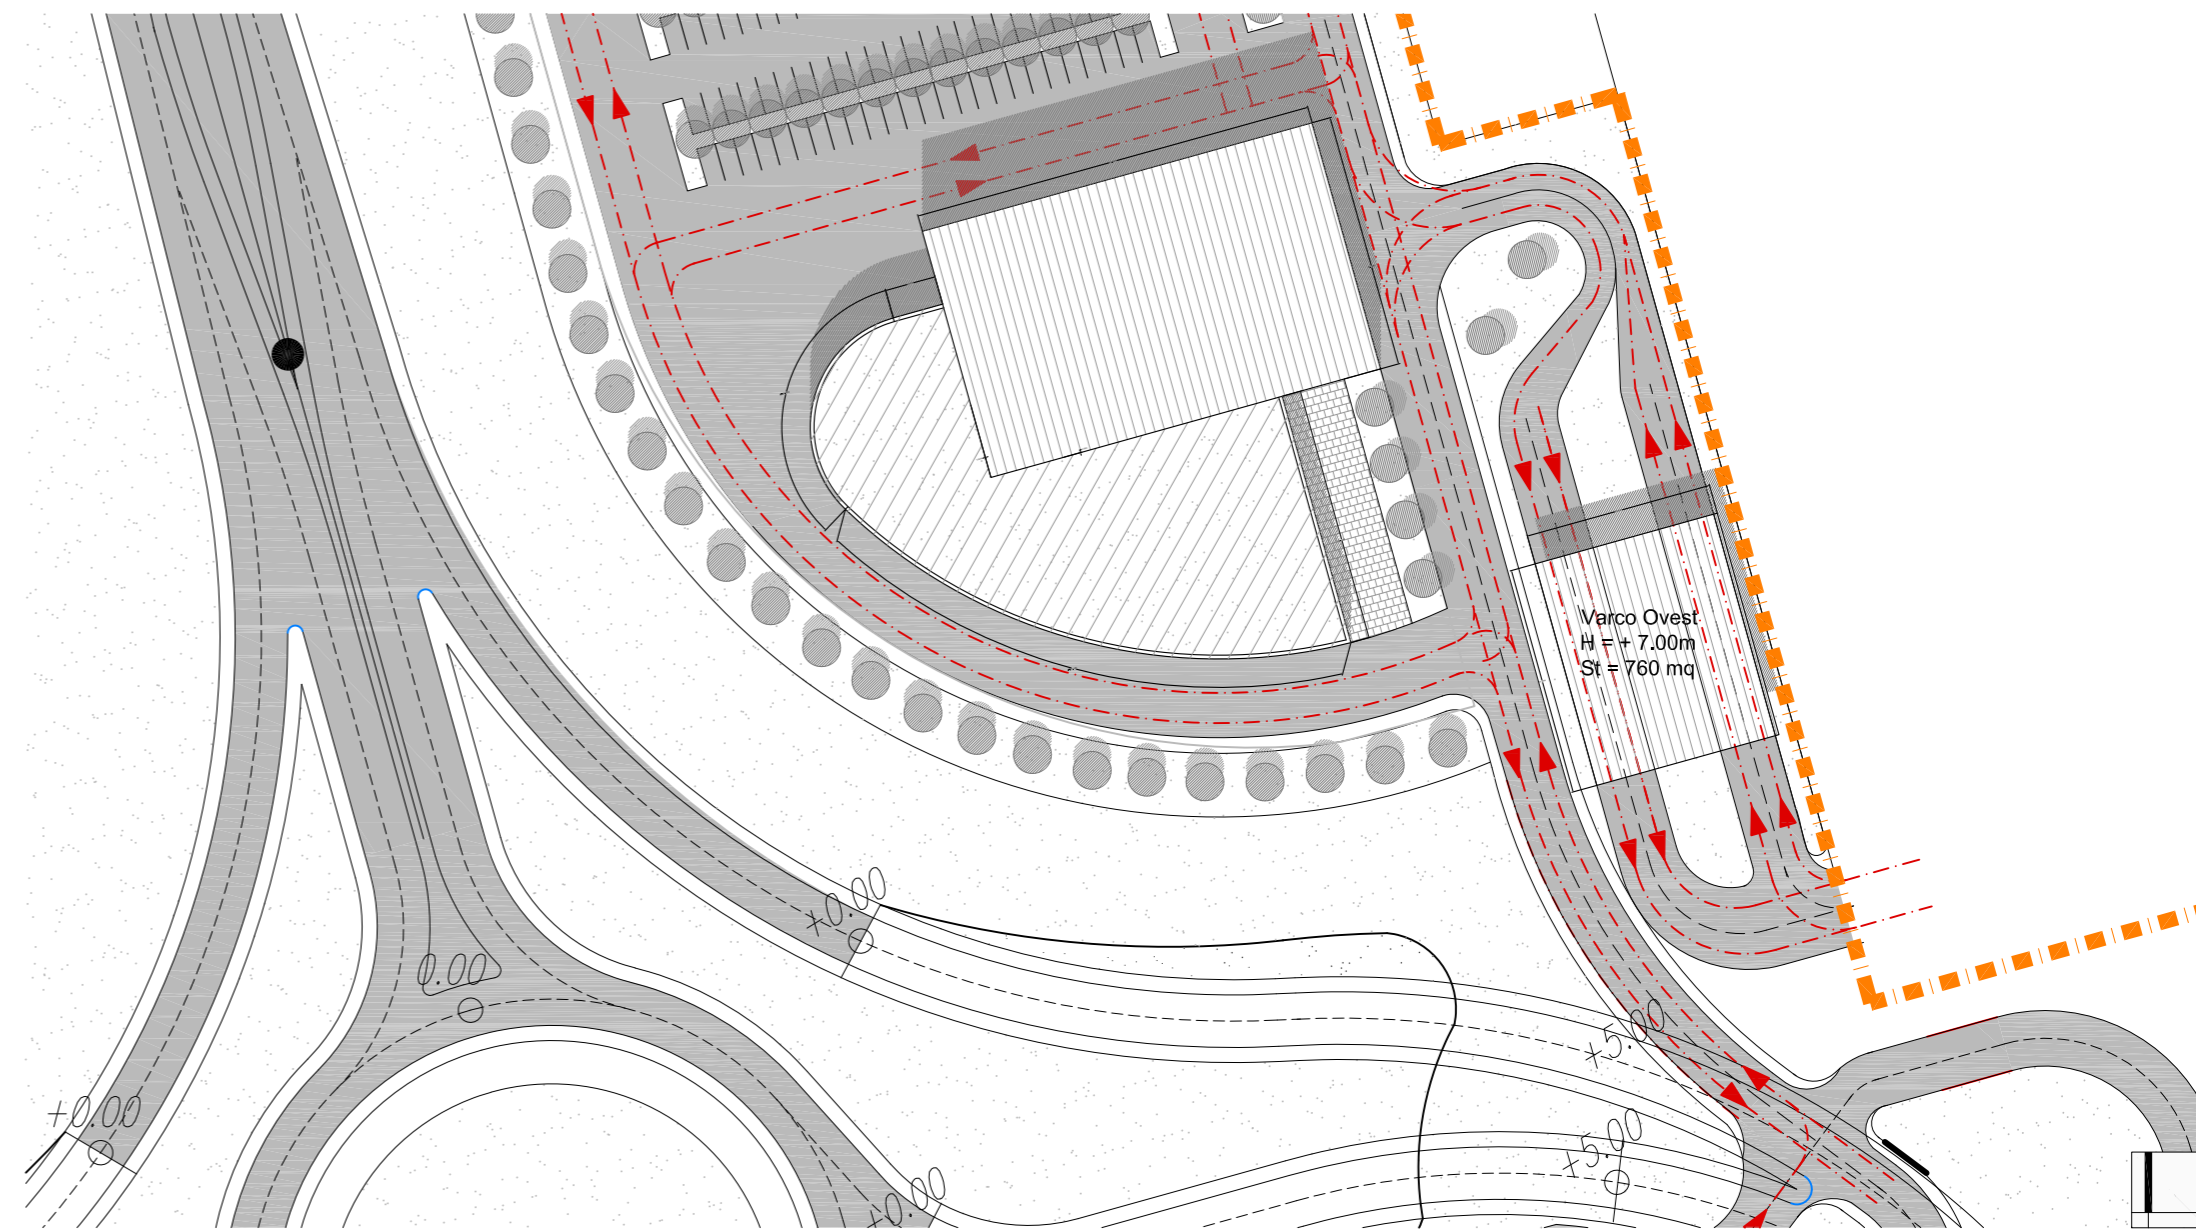 Varco Ovest
H = + 7.00m
St = 760 mq
+0.00
0.00
+5.00
+0.00
+5.00
+0.00